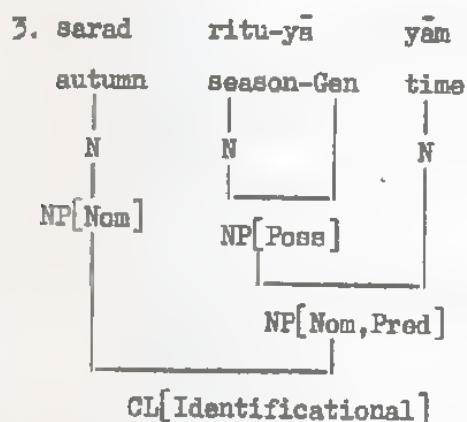 3. sarad ritu-yā yām
autumn season-Gen time
N N N
NP[Nom] NP[Poss]
NP[Nom,Pred]
CL[Identificational]